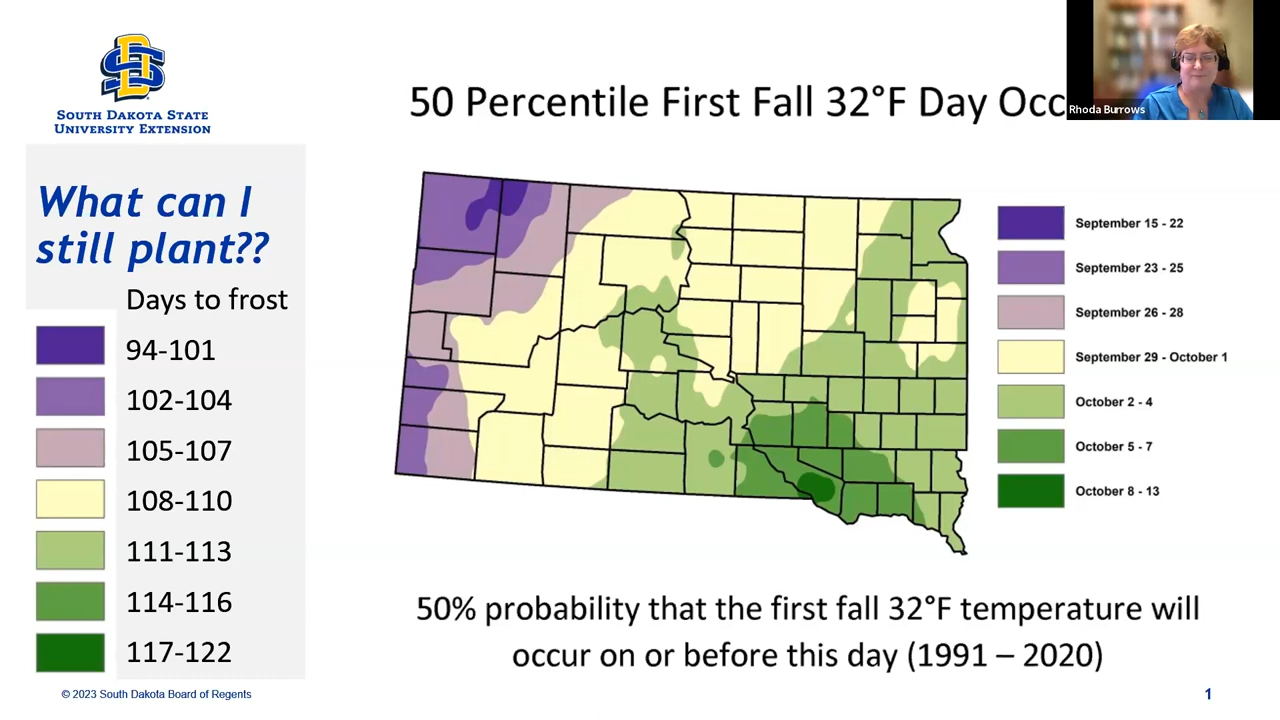 SOUTH DAKOTA STATE
UNIVERSITY EXTENSION
50 Percentile First Fall 32°F Day Occ
Rhoda Burrows
What can I
still plant??
Days to frost
94-101
102-104
105-107
108-110
111-113
114-116
117-122
September 15 - 22
September 23 - 25
September 26 - 28
September 29 - October 1
October 2 - 4
October 5 - 7
October 8 - 13
50% probability that the first fall 32°F temperature will
occur on or before this day (1991 – 2020)
© 2023 South Dakota Board of Regents
1